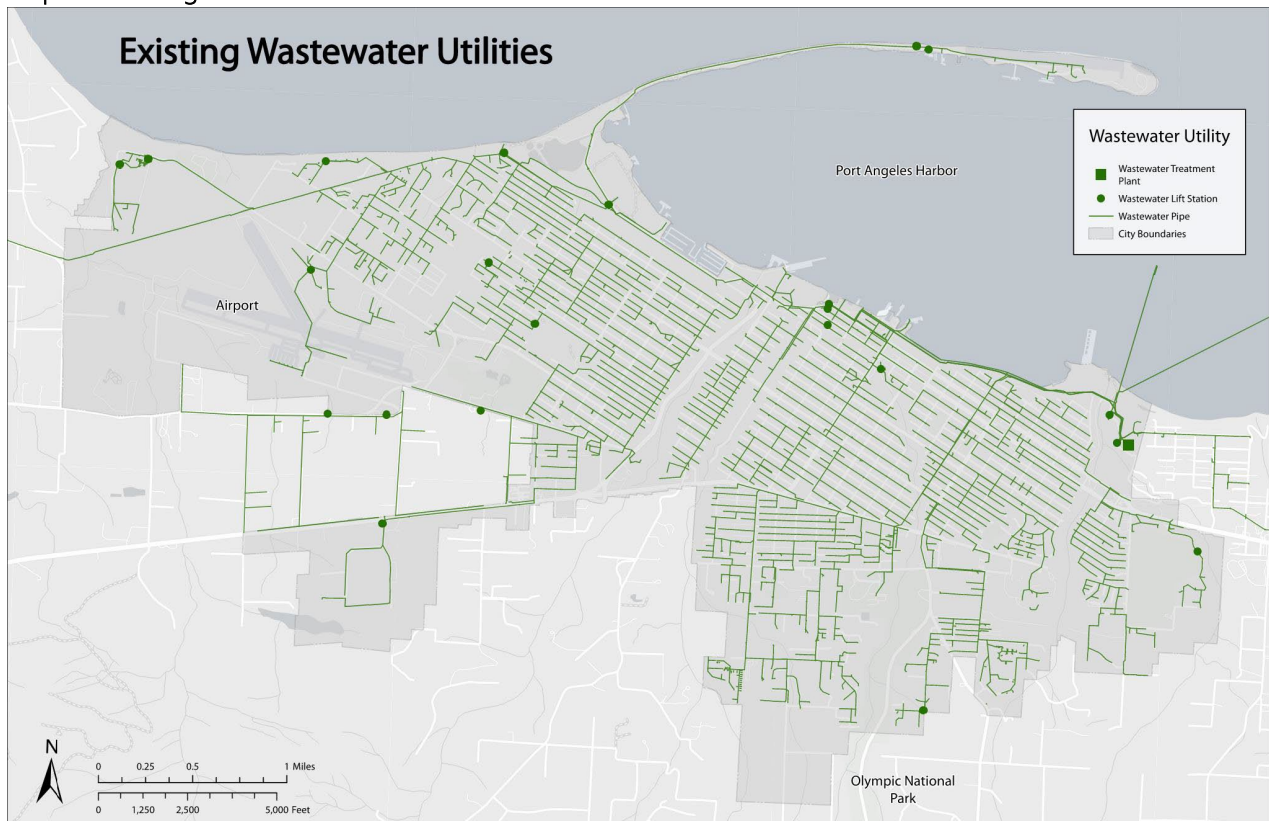 Existing Wastewater Utilities
Wastewater Utility
Wastewater Treatment
Plant
Wastewater Lift Station
Wastewater Pipe
City Boundaries
Port Angeles Harbor
Airport
N
0 0.25 0.5 1 Miles
0 1,250 2,500 5,000 Feet
Olympic National
Park